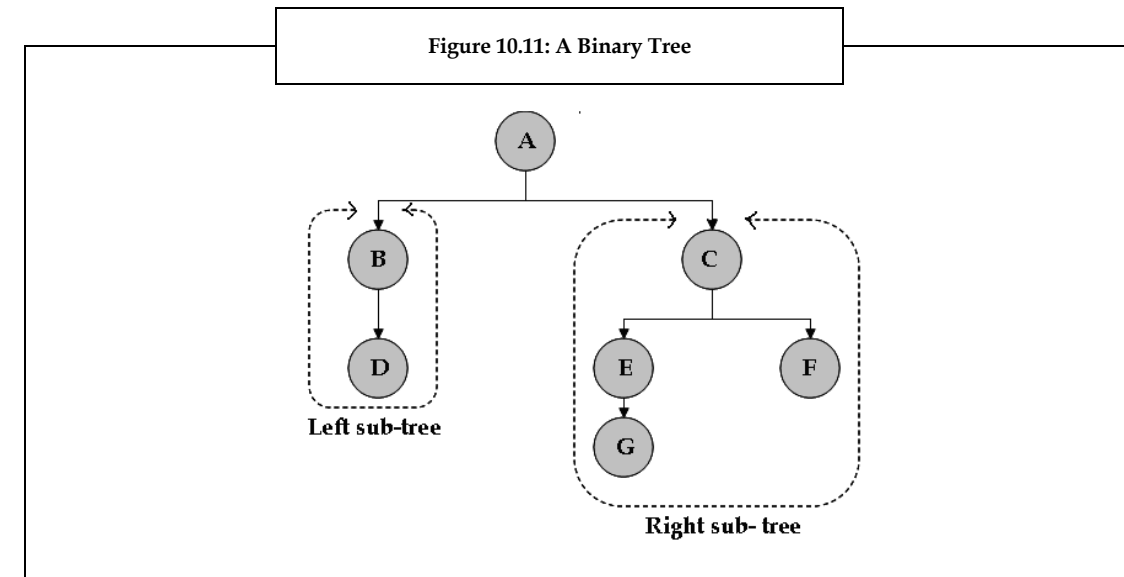 Figure 10.11: A Binary Tree
A
B
C
D
E
F
G
Left sub-tree
Right sub- tree